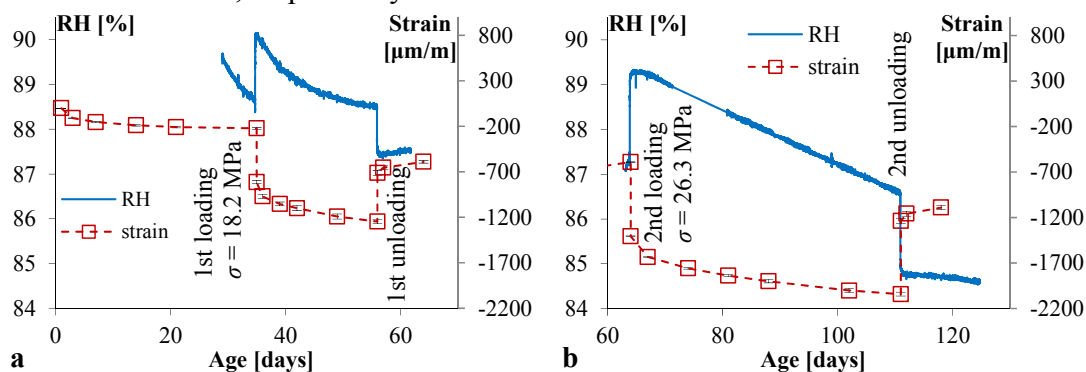 RH [%]
Strain
[µm/m]
90
89
88
87
86
85
84
800
300
-200
-700
-1200
-1700
-2200
RH
strain
1st loading
σ = 18.2 MPa
1st unloading
0
20
40
60
a
Age [days]
RH [%]
Strain
[µm/m]
90
89
88
87
86
85
84
800
300
-200
-700
-1200
-1700
-2200
RH
strain
2nd loading
σ = 26.3 MPa
2nd unloading
60
80
100
120
b
Age [days]